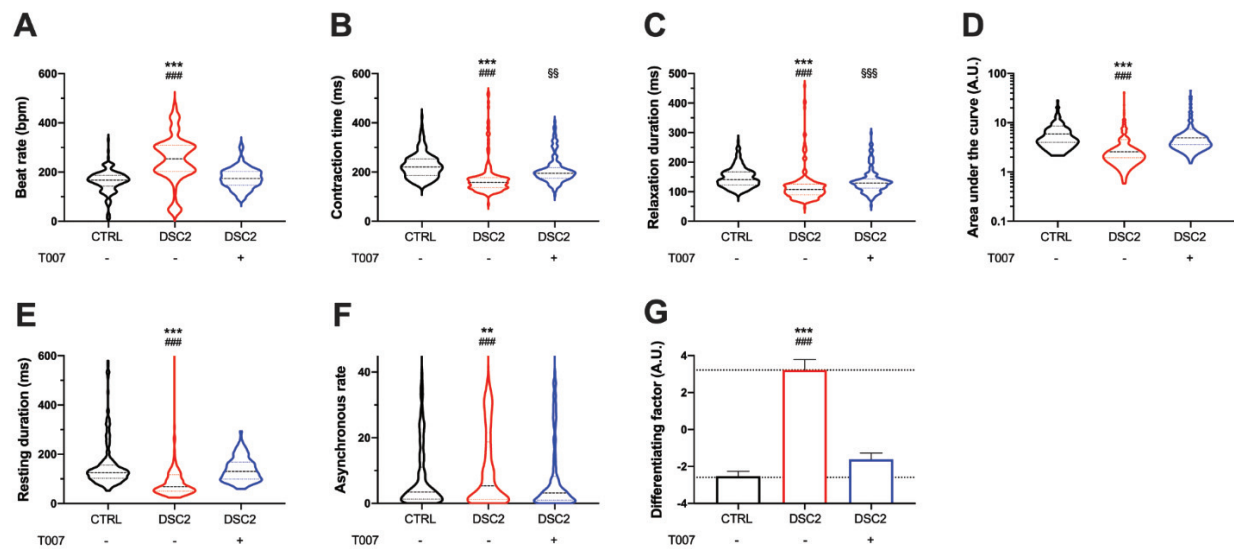 A
Beat rate (bpm)
600
400
200
0
***
###
CTRL DSC2 DSC2
T007 - - +
B
Contraction time (ms)
600
400
200
0
***
###
§§
CTRL DSC2 DSC2
T007 - - +
C
Relaxation duration (ms)
500
400
300
200
100
0
***
###
§§§
CTRL DSC2 DSC2
T007 - - +
D
Area under the curve (A.U.)
100
10
1
0.1
***
###
CTRL DSC2 DSC2
T007 - - +
E
Resting duration (ms)
600
400
200
0
***
###
CTRL DSC2 DSC2
T007 - - +
F
Asynchronous rate
40
20
0
**
###
CTRL DSC2 DSC2
T007 - - +
G
Differentiating factor (A.U.)
4
2
0
-2
-4
***
###
CTRL DSC2 DSC2
T007 - - +